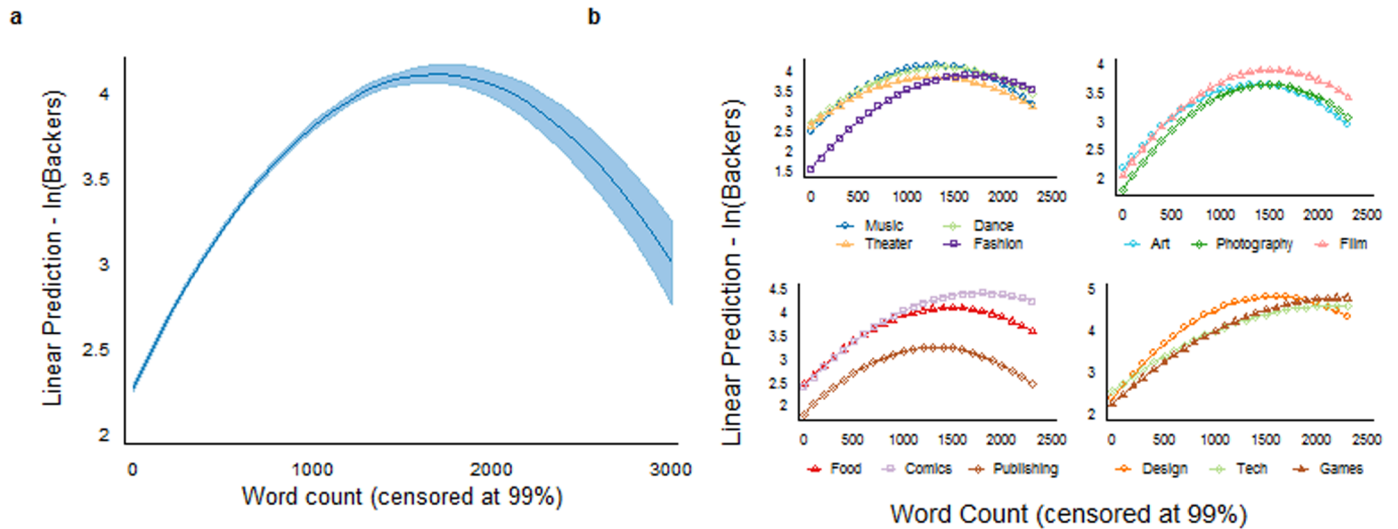 a
b
Linear Prediction - ln(Backers)
4
3.5
3
2.5
2
0 1000 2000 3000
Word count (censored at 99%)
Linear Prediction - ln(Backers)
4
3.5
3
2.5
2
1.5
0 500 1000 1500 2000 2500
Music Dance
Theater Fashion
4
3.5
3
2.5
2
0 500 1000 1500 2000 2500
Art Photography Film
4.5
4
3.5
3
2.5
2
0 500 1000 1500 2000 2500
Food Comics Publishing
5
4
3
2
0 500 1000 1500 2000 2500
Design Tech Games
Word Count (censored at 99%)